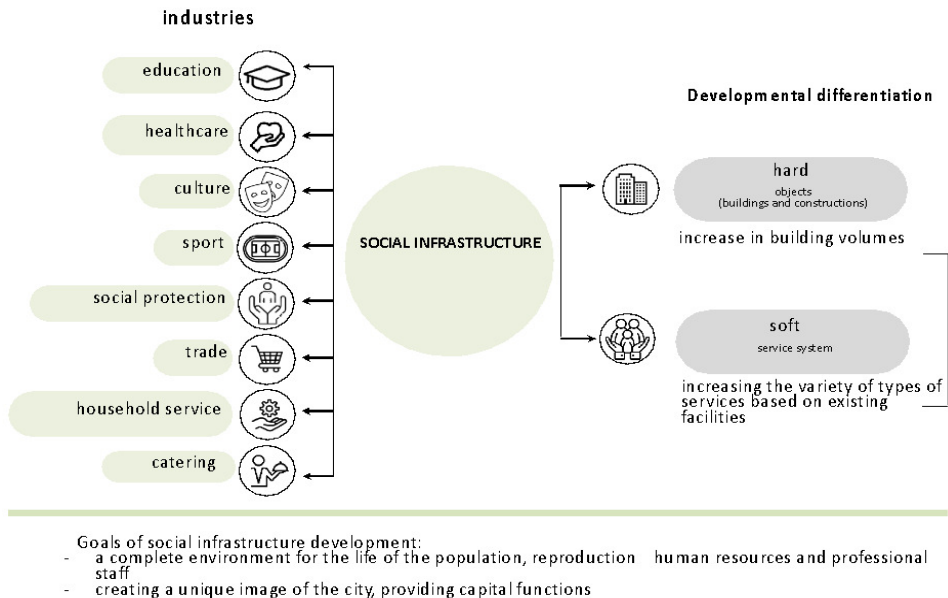 industries
education
healthcare
culture
sport
social protection
trade
household service
catering
SOCIAL INFRASTRUCTURE
Developmental differentiation
hard
objects
(buildings and constructions)
increase in building volumes
soft
service system
increasing the variety of types of
services based on existing
facilities
Goals of social infrastructure development:
- a complete environment for the life of the population, reproduction human resources and professional
staff
- creating a unique image of the city, providing capital functions